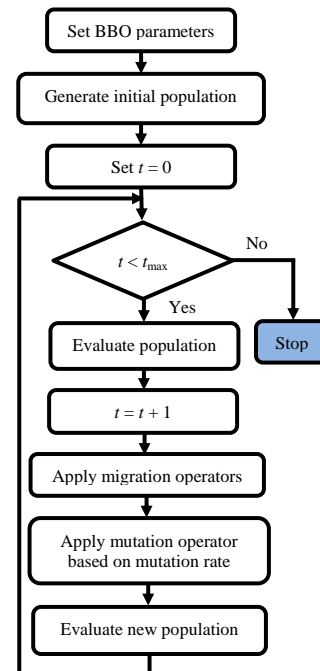 Set BBO parameters
Generate initial population
Set t = 0
t < tmax
No
Yes
Evaluate population
Stop
t = t + 1
Apply migration operators
Apply mutation operator
based on mutation rate
Evaluate new population